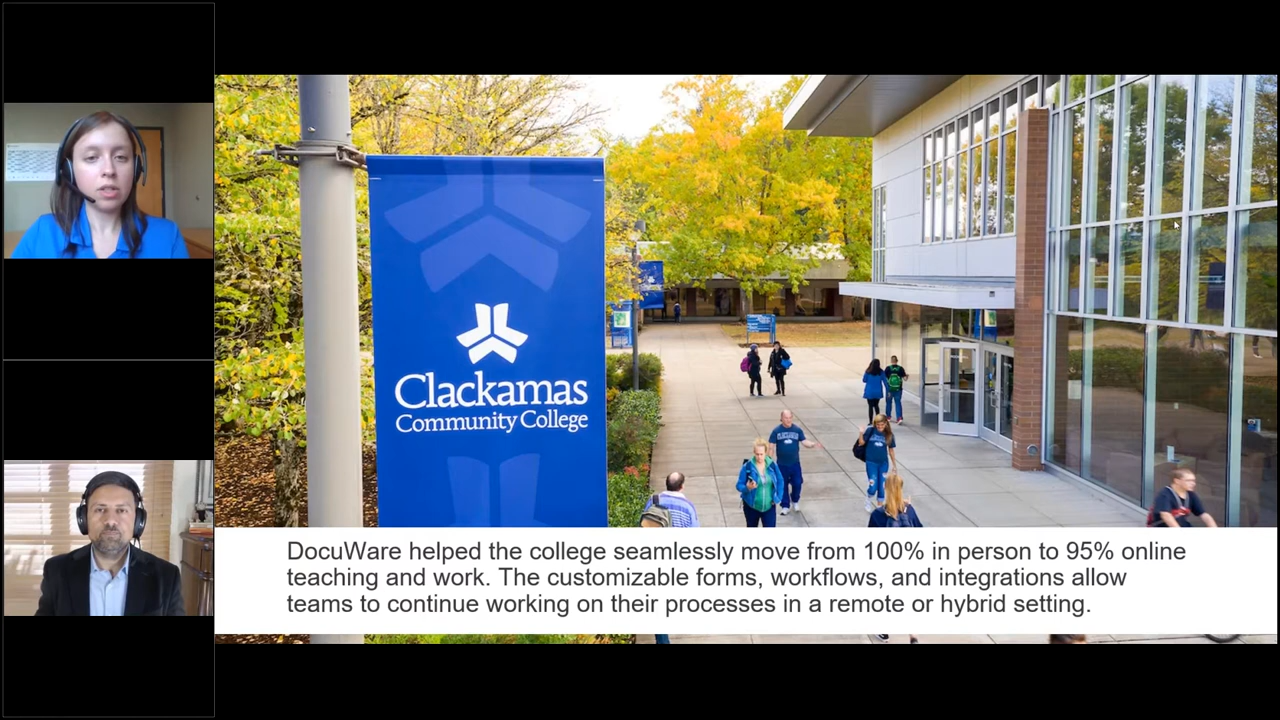 Clackamas
Community College
DocuWare helped the college seamlessly move from 100% in person to 95% online
teaching and work. The customizable forms, workflows, and integrations allow
teams to continue working on their processes in a remote or hybrid setting.